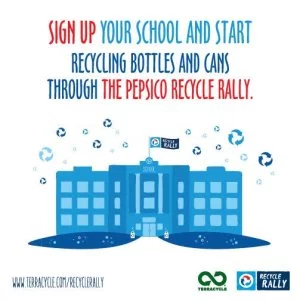 SIGN UP YOUR SCHOOL AND START
RECYCLING BOTTLES AND CANS
THROUGH THE PEPSICO RECYCLE RALLY.
RECYCLE
RALLY
WWW.TERRACYCLE.COM/RECYCLERALLY
TERRACYCLE
RECYCLE
RALLY